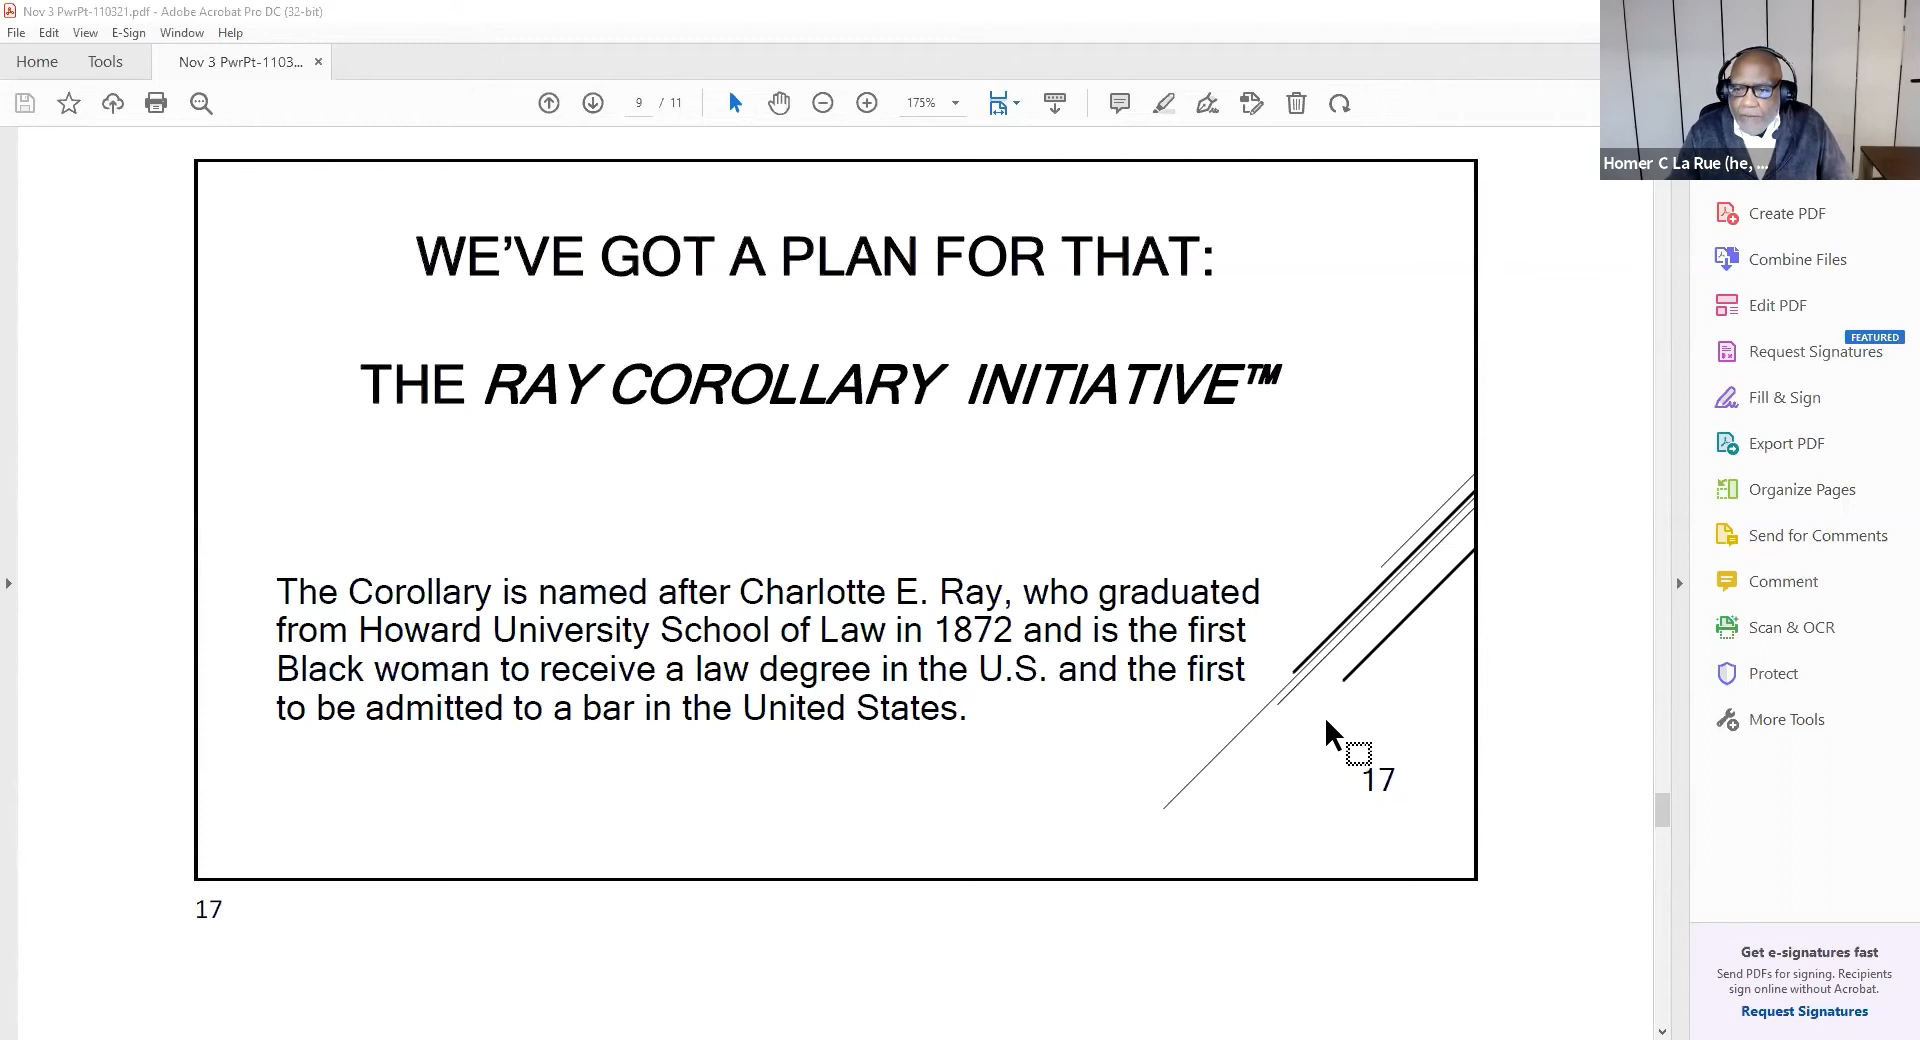 Nov 3 PwrPt-110321.pdf - Adobe Acrobat Pro DC (32-bit)
File Edit View E-Sign Window Help
Home Tools Nov 3 PwrPt-1103... ×
9 / 11 175%
Homer C La Rue (he, ...
WE’VE GOT A PLAN FOR THAT:
THE RAY COROLLARY INITIATIVE™
The Corollary is named after Charlotte E. Ray, who graduated
from Howard University School of Law in 1872 and is the first
Black woman to receive a law degree in the U.S. and the first
to be admitted to a bar in the United States.
17
17
Create PDF
Combine Files
Edit PDF
FEATURED
Request Signatures
Fill & Sign
Export PDF
Organize Pages
Send for Comments
Comment
Scan & OCR
Protect
More Tools
Get e-signatures fast
Send PDFs for signing. Recipients
sign online without Acrobat.
Request Signatures